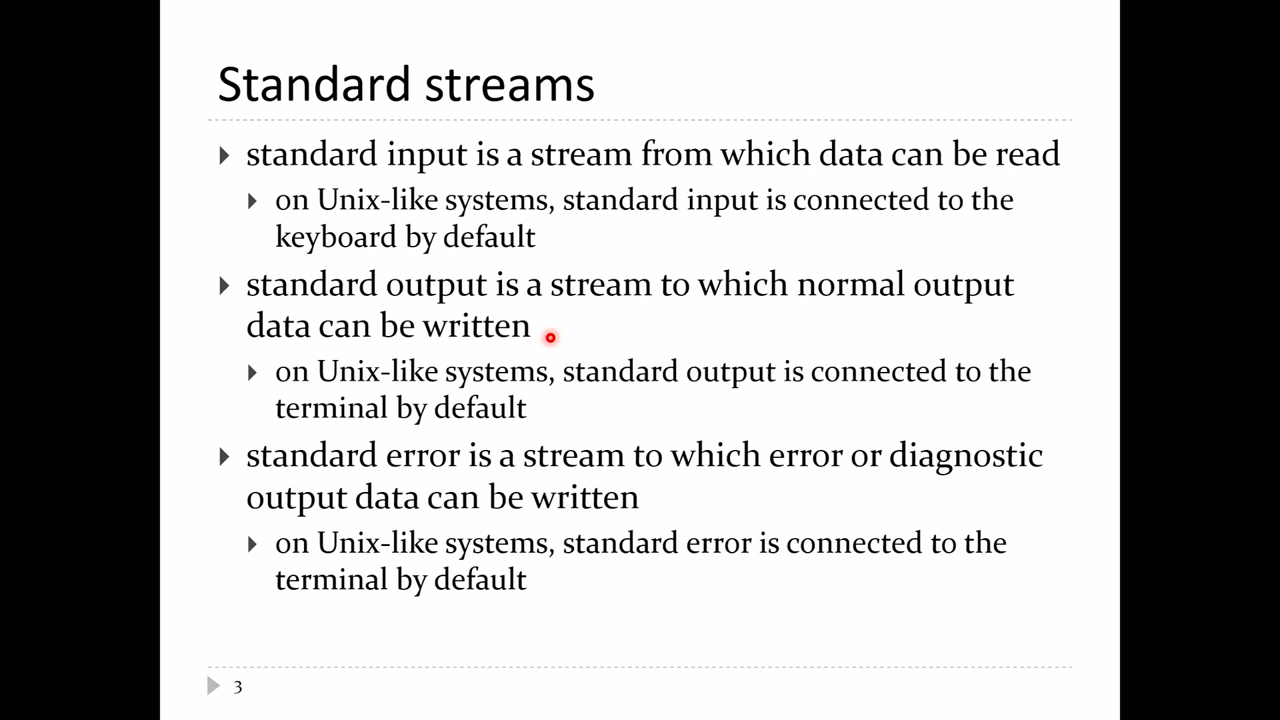 Standard streams
standard input is a stream from which data can be read
on Unix-like systems, standard input is connected to the
keyboard by default
standard output is a stream to which normal output
data can be written
on Unix-like systems, standard output is connected to the
terminal by default
standard error is a stream to which error or diagnostic
output data can be written
on Unix-like systems, standard error is connected to the
terminal by default
3